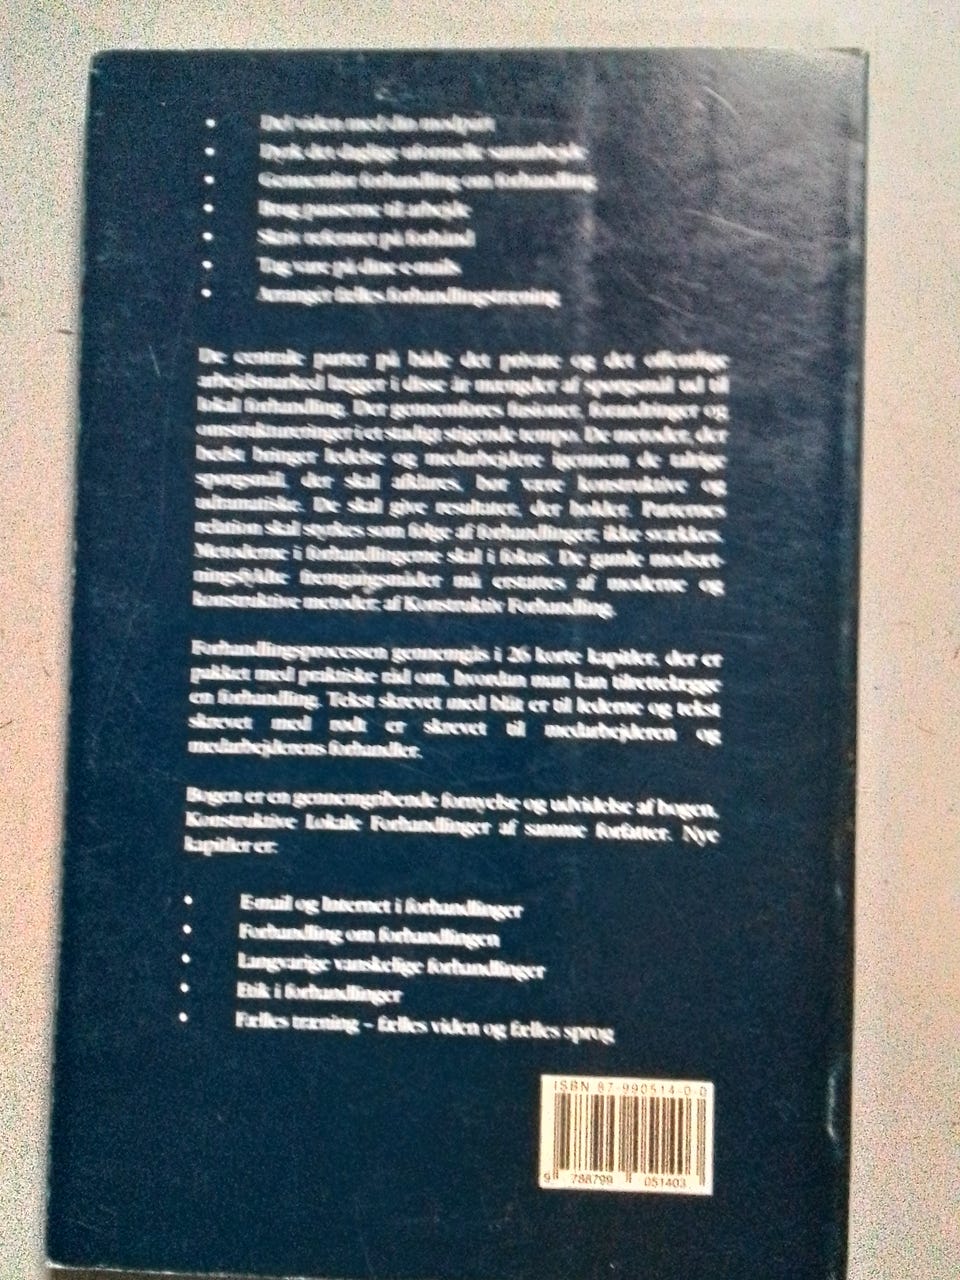 • Del viden med din modpart
• Dyrk det daglige uformelle samarbejde
• Gennemfør forhandling om forhandling
• Brug pauserne til arbejde
• Skriv referatet på forhånd
• Tag vare på dine e-mails
• Arrangér fælles forhandlingstræning
De centrale parter på både det private og det offentlige
arbejdsmarked lægger i disse år mængder af spørgsmål ud til
lokal forhandling. Der gennemføres fusioner, forandringer og
omstruktureringer i et stadigt stigende tempo. De metoder, der
bedst bringer ledelse og medarbejdere igennem de talrige
spørgsmål, der skal afklares, bør være konstruktive og
udramatiske. De skal give resultater, der holder. Parternes
relation skal styrkes som følge af forhandlinger; ikke svækkes.
Metoderne i forhandlingerne skal i fokus. De gamle modsæt-
ningsfyldte fremgangsmåder må erstattes af moderne og
konstruktive metoder; af Konstruktiv Forhandling.
Forhandlingsprocessen gennemgås i 26 korte kapitler, der er
pakket med praktiske råd om, hvordan man kan tilrettelægge
en forhandling. Tekst skrevet med blåt er til lederne og tekst
skrevet med rødt er skrevet til medarbejderen og
medarbejderens forhandler.
Bogen er en gennemgribende fornyelse og udvidelse af bogen,
Konstruktive Lokale Forhandlinger af samme forfatter. Nye
kapitler er:
• E-mail og Internet i forhandlinger
• Forhandling om forhandlingen
• Langvarige vanskelige forhandlinger
• Etik i forhandlinger
• Fælles træning – fælles viden og fælles sprog
ISBN 87-990514-0-0
9 788799 051403